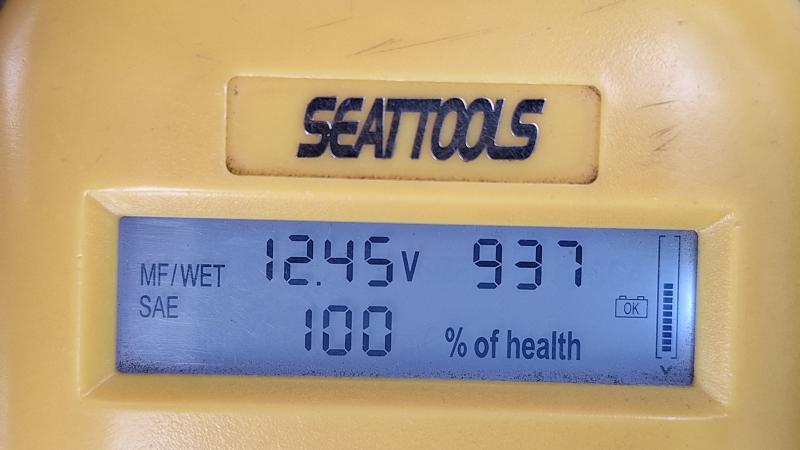 SEATTOOLS
MF/WET 12.45V 937
SAE 100 % of health
OK
V